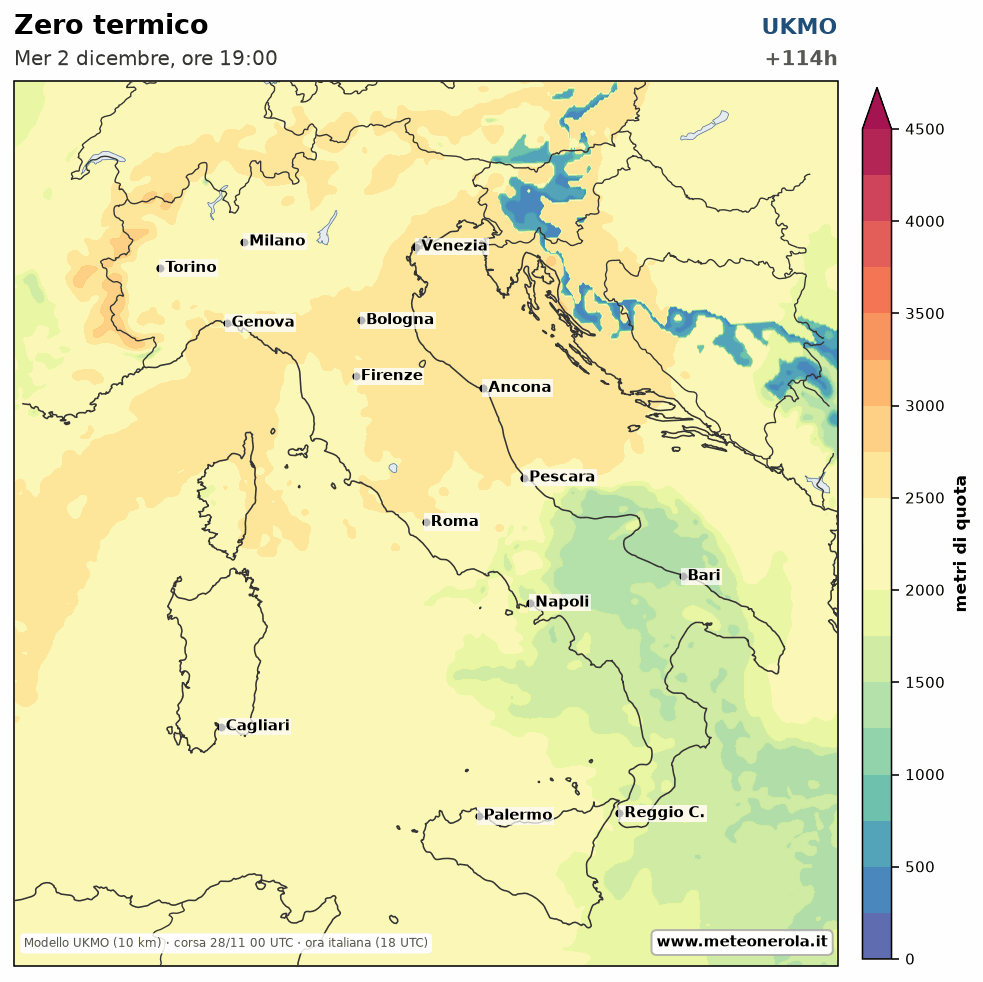 Zero termico
UKMO
Mer 2 dicembre, ore 19:00
+114h
4500
4000
3500
3000
2500
2000
1500
1000
500
0
metri di quota
Milano
Venezia
Torino
Genova
Bologna
Firenze
Ancona
Pescara
Roma
Bari
Napoli
Cagliari
Palermo
Reggio C.
Modello UKMO (10 km) · corsa 28/11 00 UTC · ora italiana (18 UTC)
www.meteonerola.it